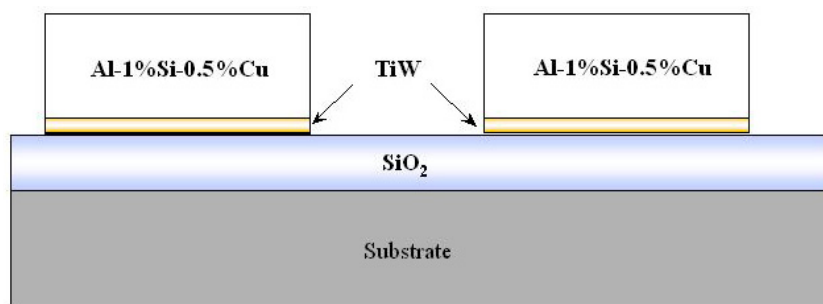 Al-1%Si-0.5%Cu
TiW
Al-1%Si-0.5%Cu
SiO₂
Substrate